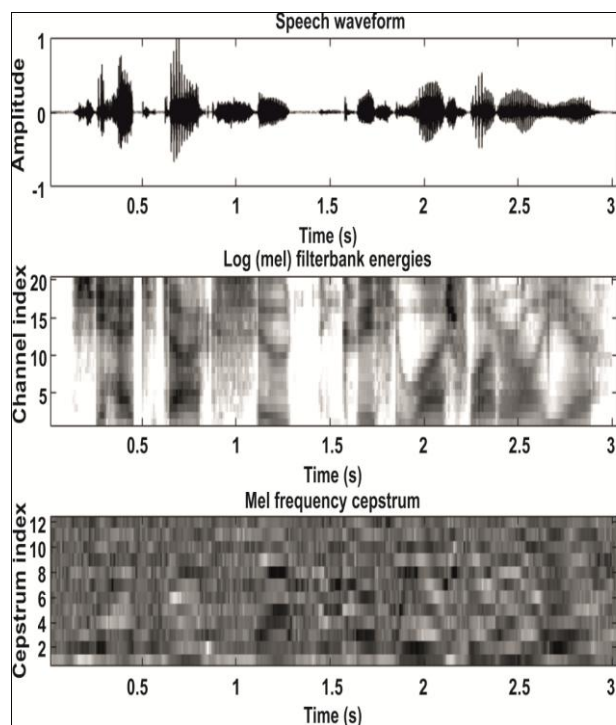 Speech waveform
Amplitude
1
0
-1
0.5 1 1.5 2 2.5 3
Time (s)
Log (mel) filterbank energies
Channel index
20
15
10
5
0.5 1 1.5 2 2.5 3
Time (s)
Mel frequency cepstrum
Cepstrum index
12
10
8
6
4
2
0.5 1 1.5 2 2.5 3
Time (s)